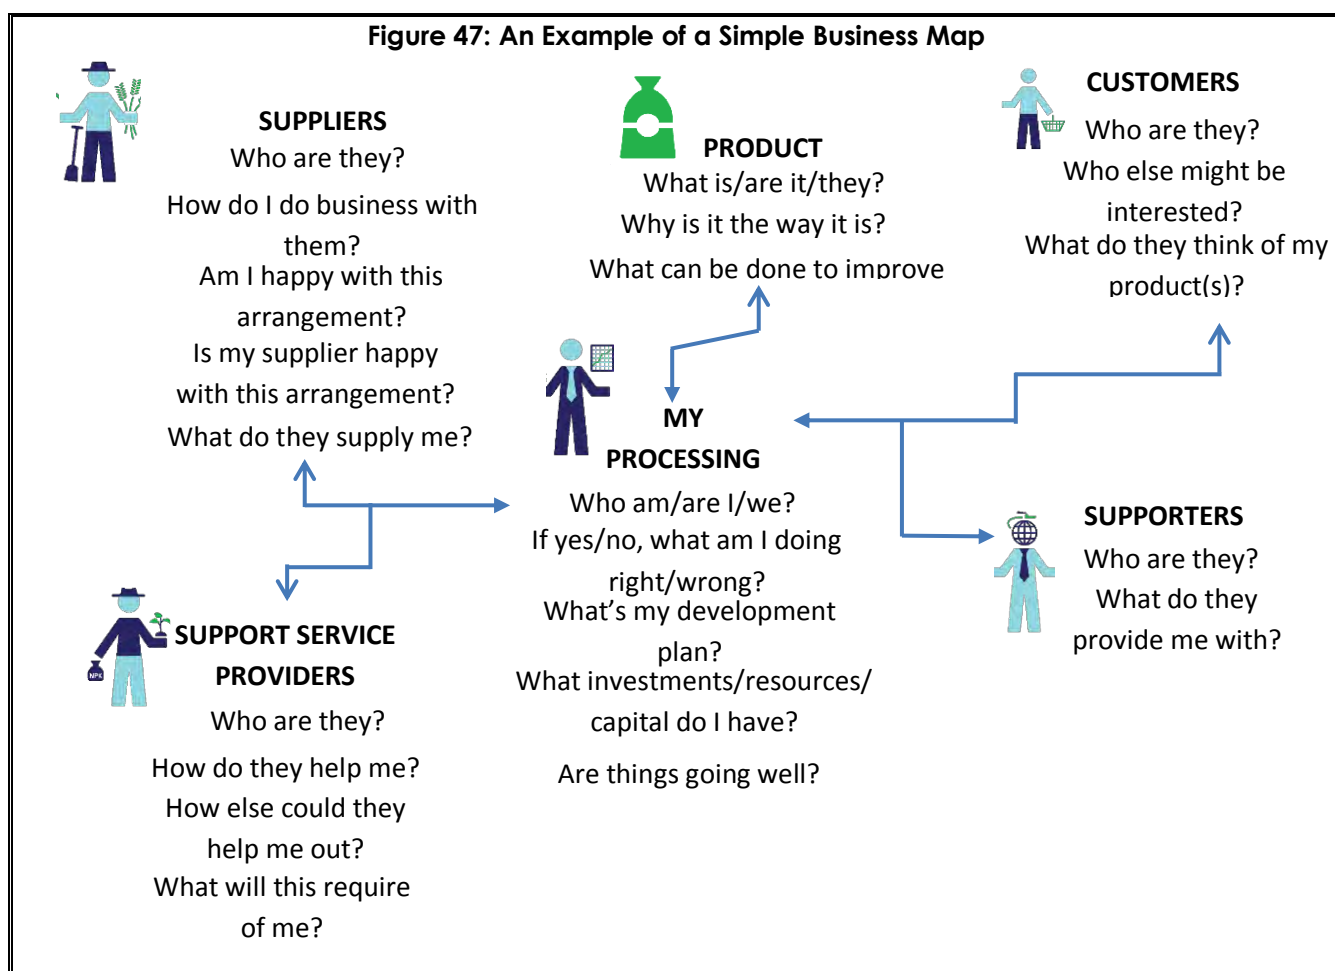 Figure 47: An Example of a Simple Business Map
SUPPLIERS
Who are they?
How do I do business with
them?
Am I happy with this
arrangement?
Is my supplier happy
with this arrangement?
What do they supply me?
PRODUCT
What is/are it/they?
Why is it the way it is?
What can be done to improve
CUSTOMERS
Who are they?
Who else might be
interested?
What do they think of my
product(s)?
MY
PROCESSING
Who am/are I/we?
If yes/no, what am I doing
right/wrong?
What’s my development
plan?
What investments/resources/
capital do I have?
Are things going well?
SUPPORT SERVICE
PROVIDERS
Who are they?
How do they help me?
How else could they
help me out?
What will this require
of me?
NPK
SUPPORTERS
Who are they?
What do they
provide me with?